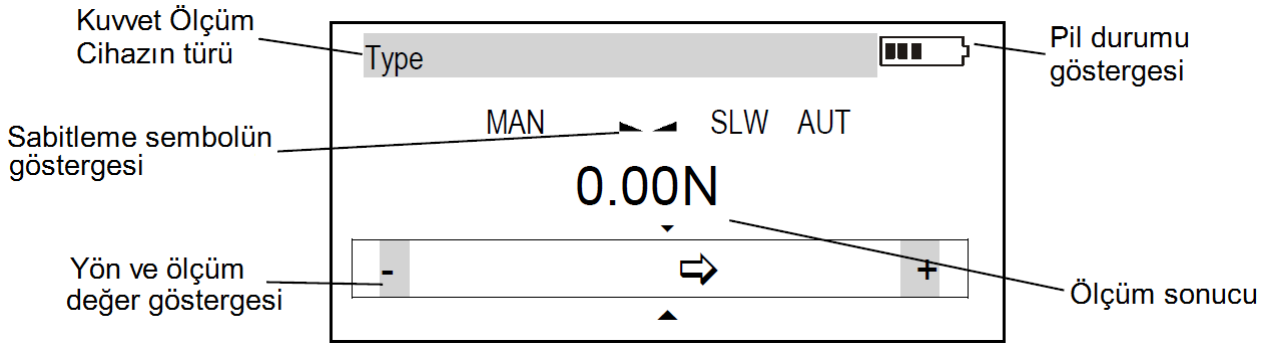 Kuvvet Ölçüm
Cihazın türü
Type
Pil durumu
göstergesi
MAN
SLW AUT
Sabitleme sembolün
göstergesi
0.00N
Yön ve ölçüm
değer göstergesi
-
+
Ölçüm sonucu